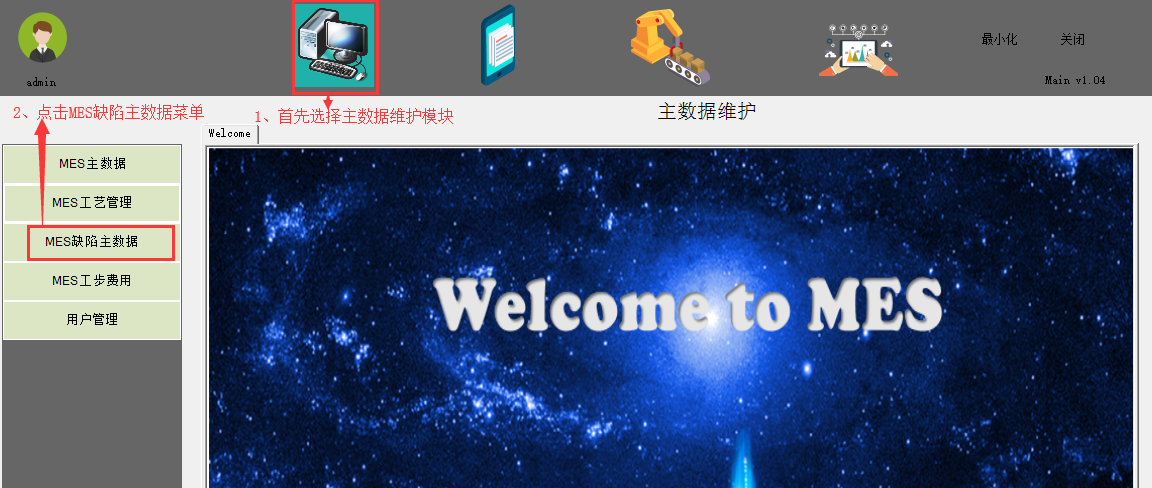 最小化
关闭
admin
Main v1.04
2、点击MES缺陷主数据菜单
1、首先选择主数据维护模块
主数据维护
Welcome
MES主数据
MES工艺管理
MES缺陷主数据
MES工步费用
用户管理
Welcome to MES